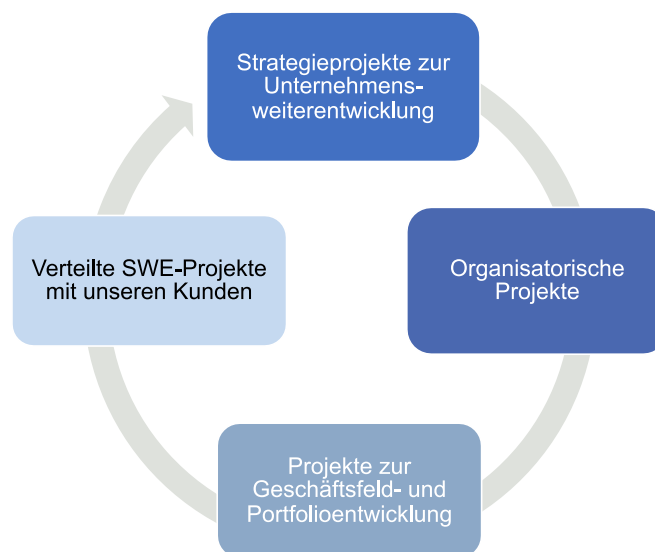 Strategieprojekte zur
Unternehmens-
weiterentwicklung
Verteilte SWE-Projekte
mit unseren Kunden
Organisatorische
Projekte
Projekte zur
Geschäftsfeld- und
Portfolioentwicklung